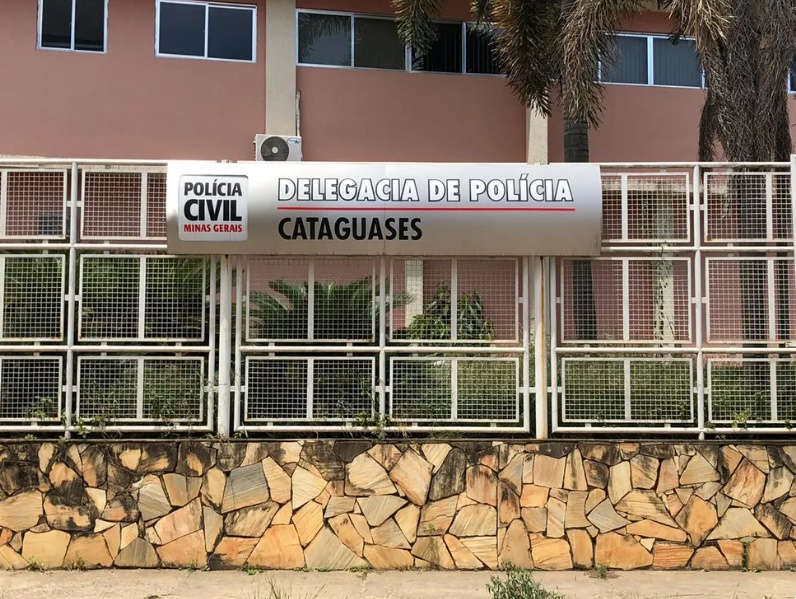 POLÍCIA
CIVIL
MINAS GERAIS
DELEGACIA DE POLÍCIA
CATAGUASES